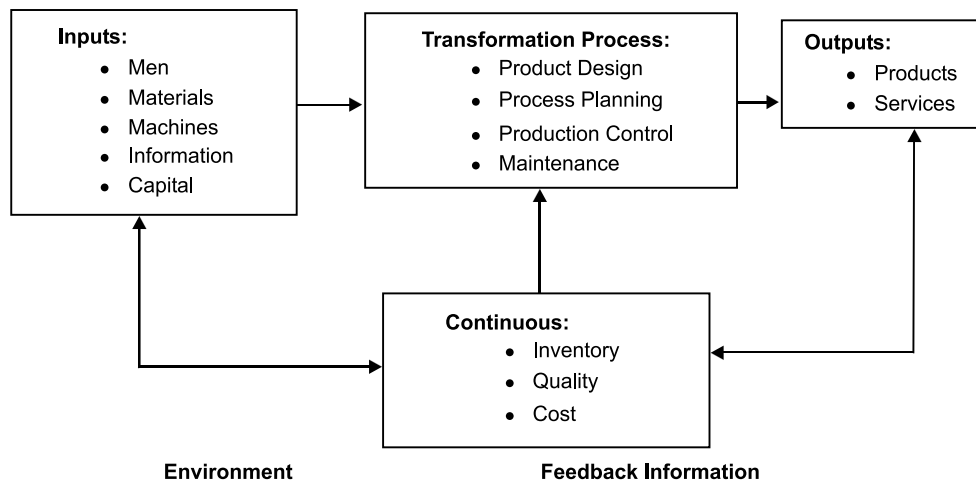 Inputs:
● Men
● Materials
● Machines
● Information
● Capital
Transformation Process:
● Product Design
● Process Planning
● Production Control
● Maintenance
Outputs:
● Products
● Services
Continuous:
● Inventory
● Quality
● Cost
Environment
Feedback Information